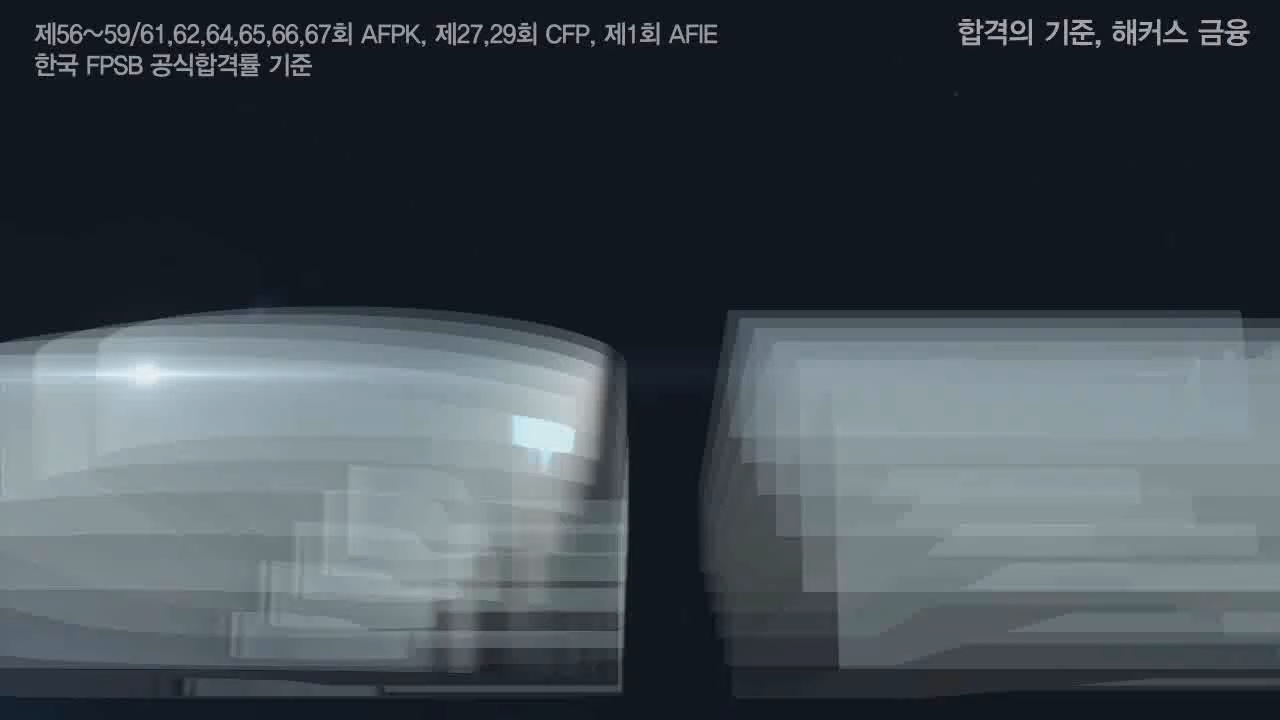 제56~59/61,62,64,65,66,67회 AFPK, 제27,29회 CFP, 제1회 AFIE
한국 FPSB 공식합격률 기준
합격의 기준, 해커스 금융